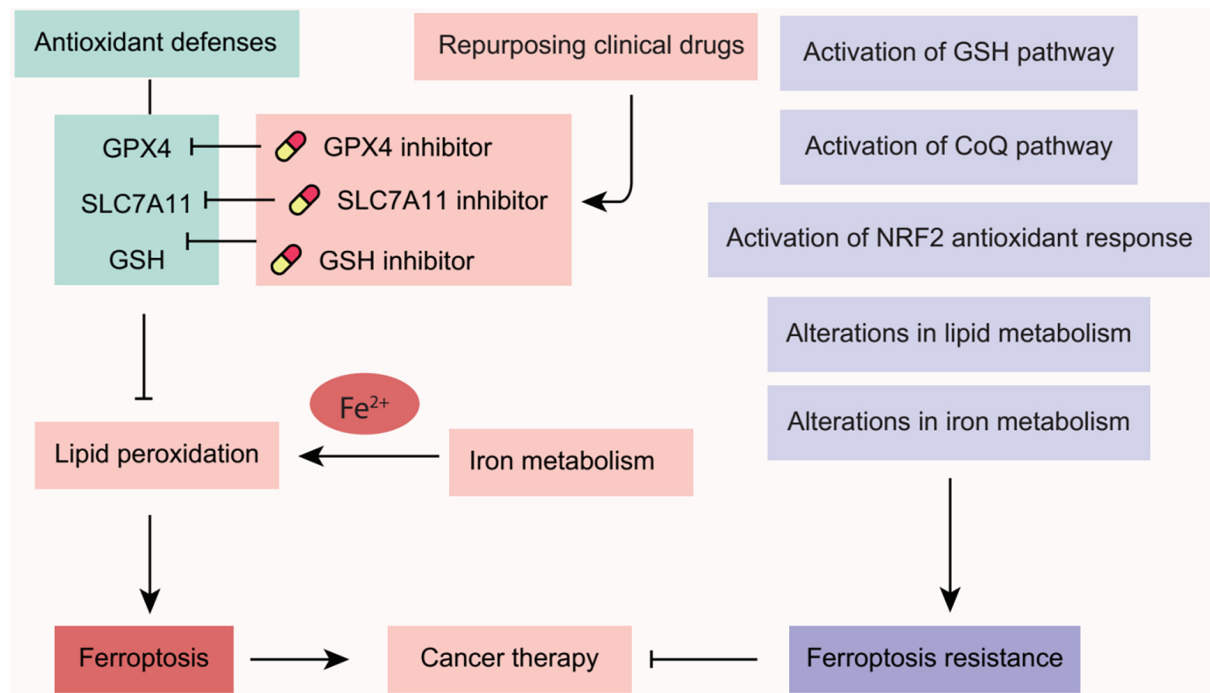 Antioxidant defenses
GPX4
SLC7A11
GSH
Repurposing clinical drugs
GPX4 inhibitor
SLC7A11 inhibitor
GSH inhibitor
Lipid peroxidation
Fe²⁺
Iron metabolism
Ferroptosis
Cancer therapy
Activation of GSH pathway
Activation of CoQ pathway
Activation of NRF2 antioxidant response
Alterations in lipid metabolism
Alterations in iron metabolism
Ferroptosis resistance